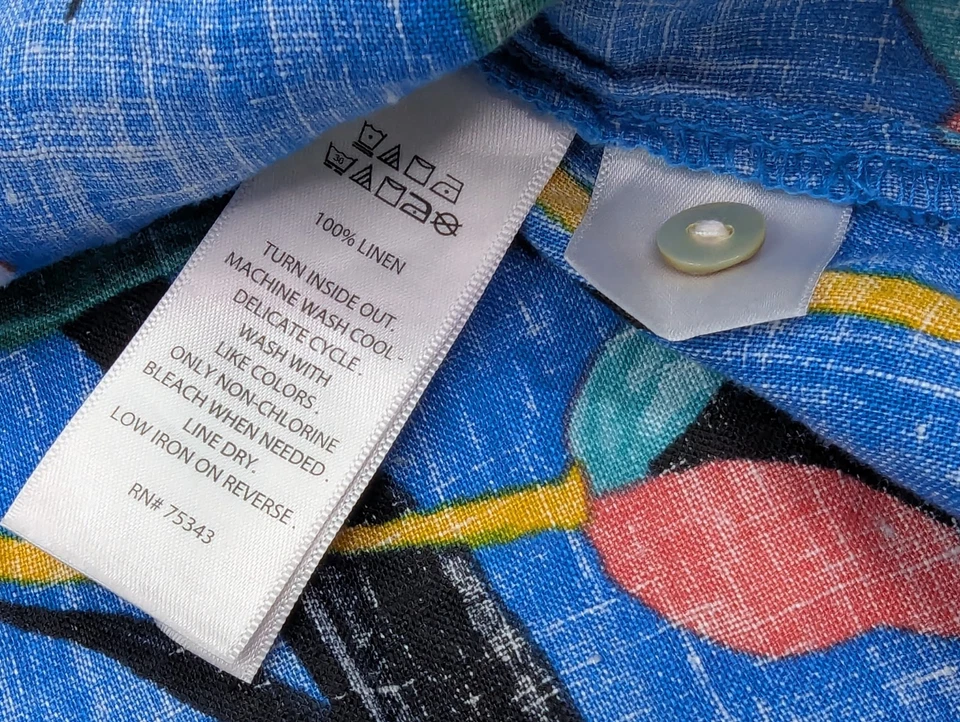 30
100% LINEN
TURN INSIDE OUT.
MACHINE WASH COOL -
DELICATE CYCLE.
WASH WITH
LIKE COLORS .
ONLY NON-CHLORINE
BLEACH WHEN NEEDED.
LINE DRY.
LOW IRON ON REVERSE.
RN# 75343